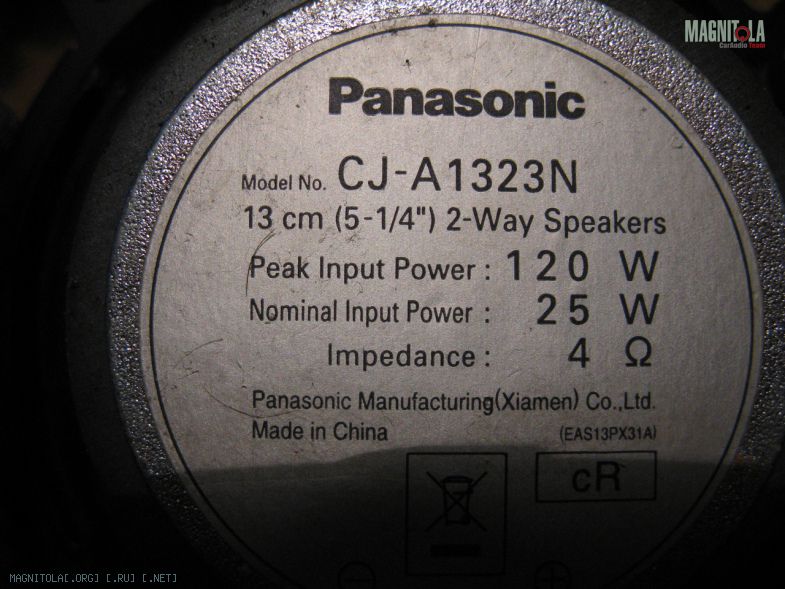 MAGNITOLA
CarAudio Team
Panasonic
Model No. CJ-A1323N
13 cm (5-1/4") 2-Way Speakers
Peak Input Power : 120 W
Nominal Input Power : 25 W
Impedance : 4 Ω
Panasonic Manufacturing(Xiamen) Co.,Ltd.
Made in China (EAS13PX31A)
cR
MAGNITOLA[.ORG] [.RU] [.NET]